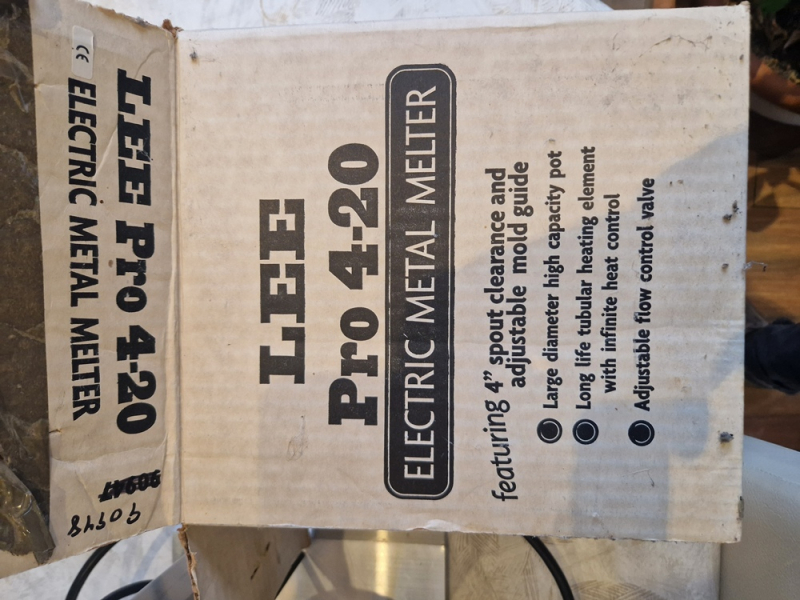 CE
LEE Pro 4-20
ELECTRIC METAL MELTER
90947
90948
LEE
Pro 4-20
ELECTRIC METAL MELTER
featuring 4" spout clearance and
adjustable mold guide
Large diameter high capacity pot
Long life tubular heating element
with infinite heat control
Adjustable flow control valve